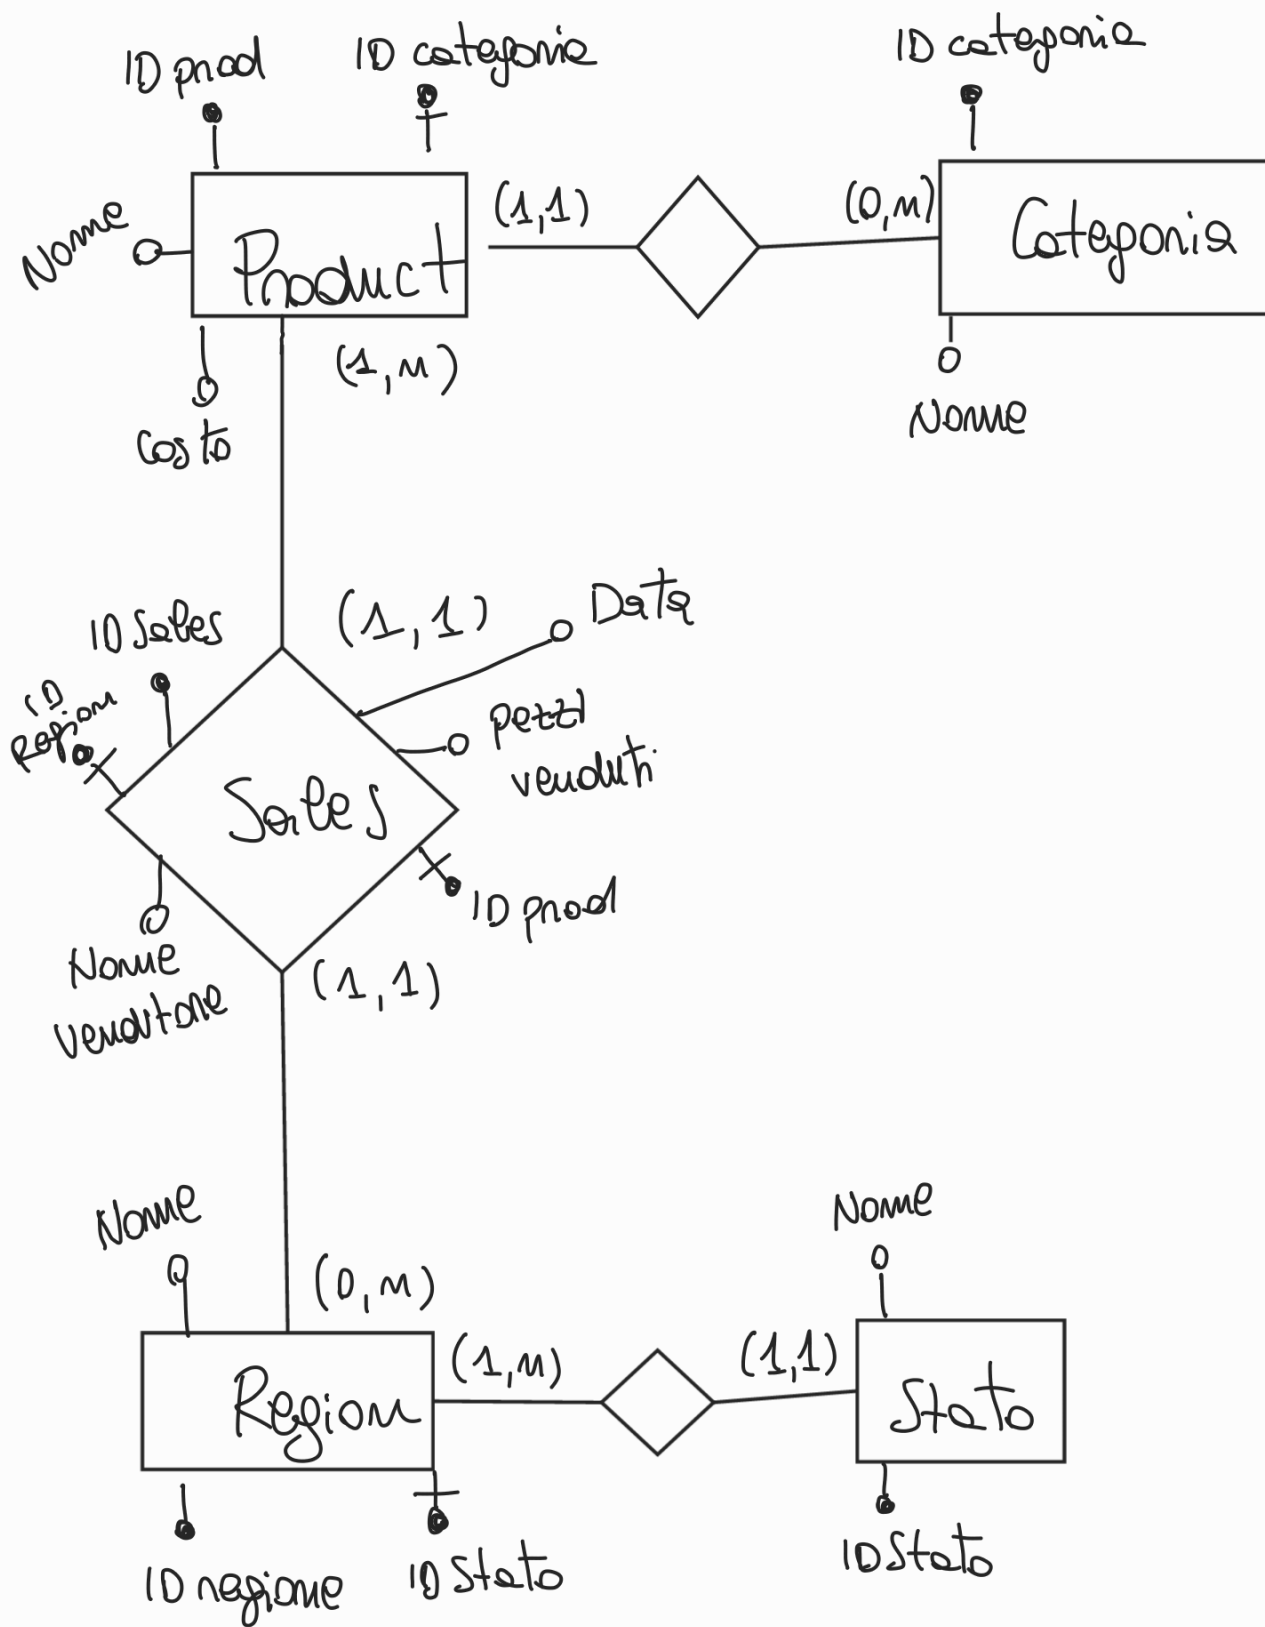 ID prod
ID categoria
ID categoria
Nome
Product
(1,1)
(0,n)
Categoria
(1,n)
Costo
Nome
ID Sales
(1,1)
Data
ID
Region
pezzi
venduti
Sales
ID prod
Nome
venditore
(1,1)
Nome
Nome
(0,n)
Region
(1,n)
(1,1)
Stato
ID regione
ID Stato
ID Stato